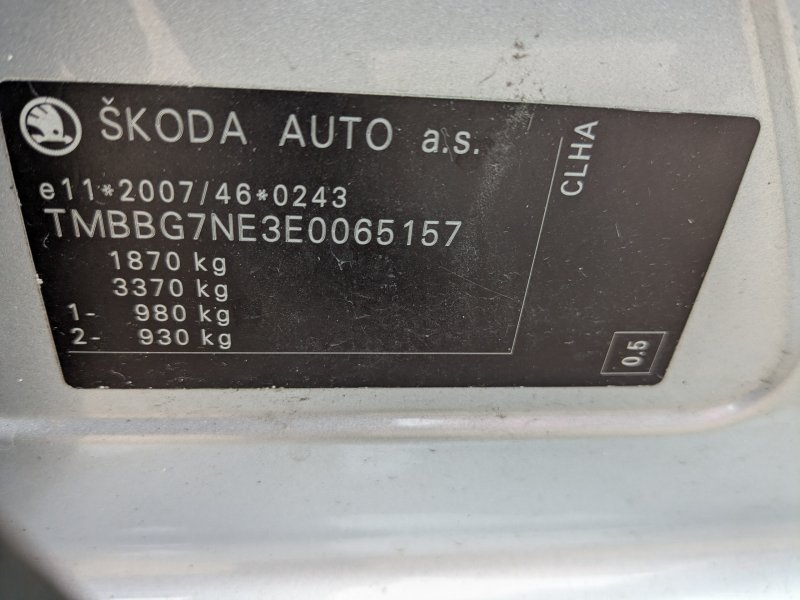 ŠKODA AUTO a.s.
e11*2007/46*0243
TMBBG7NE3E0065157
1870 kg
3370 kg
1- 980 kg
2- 930 kg
CLHA
0.5